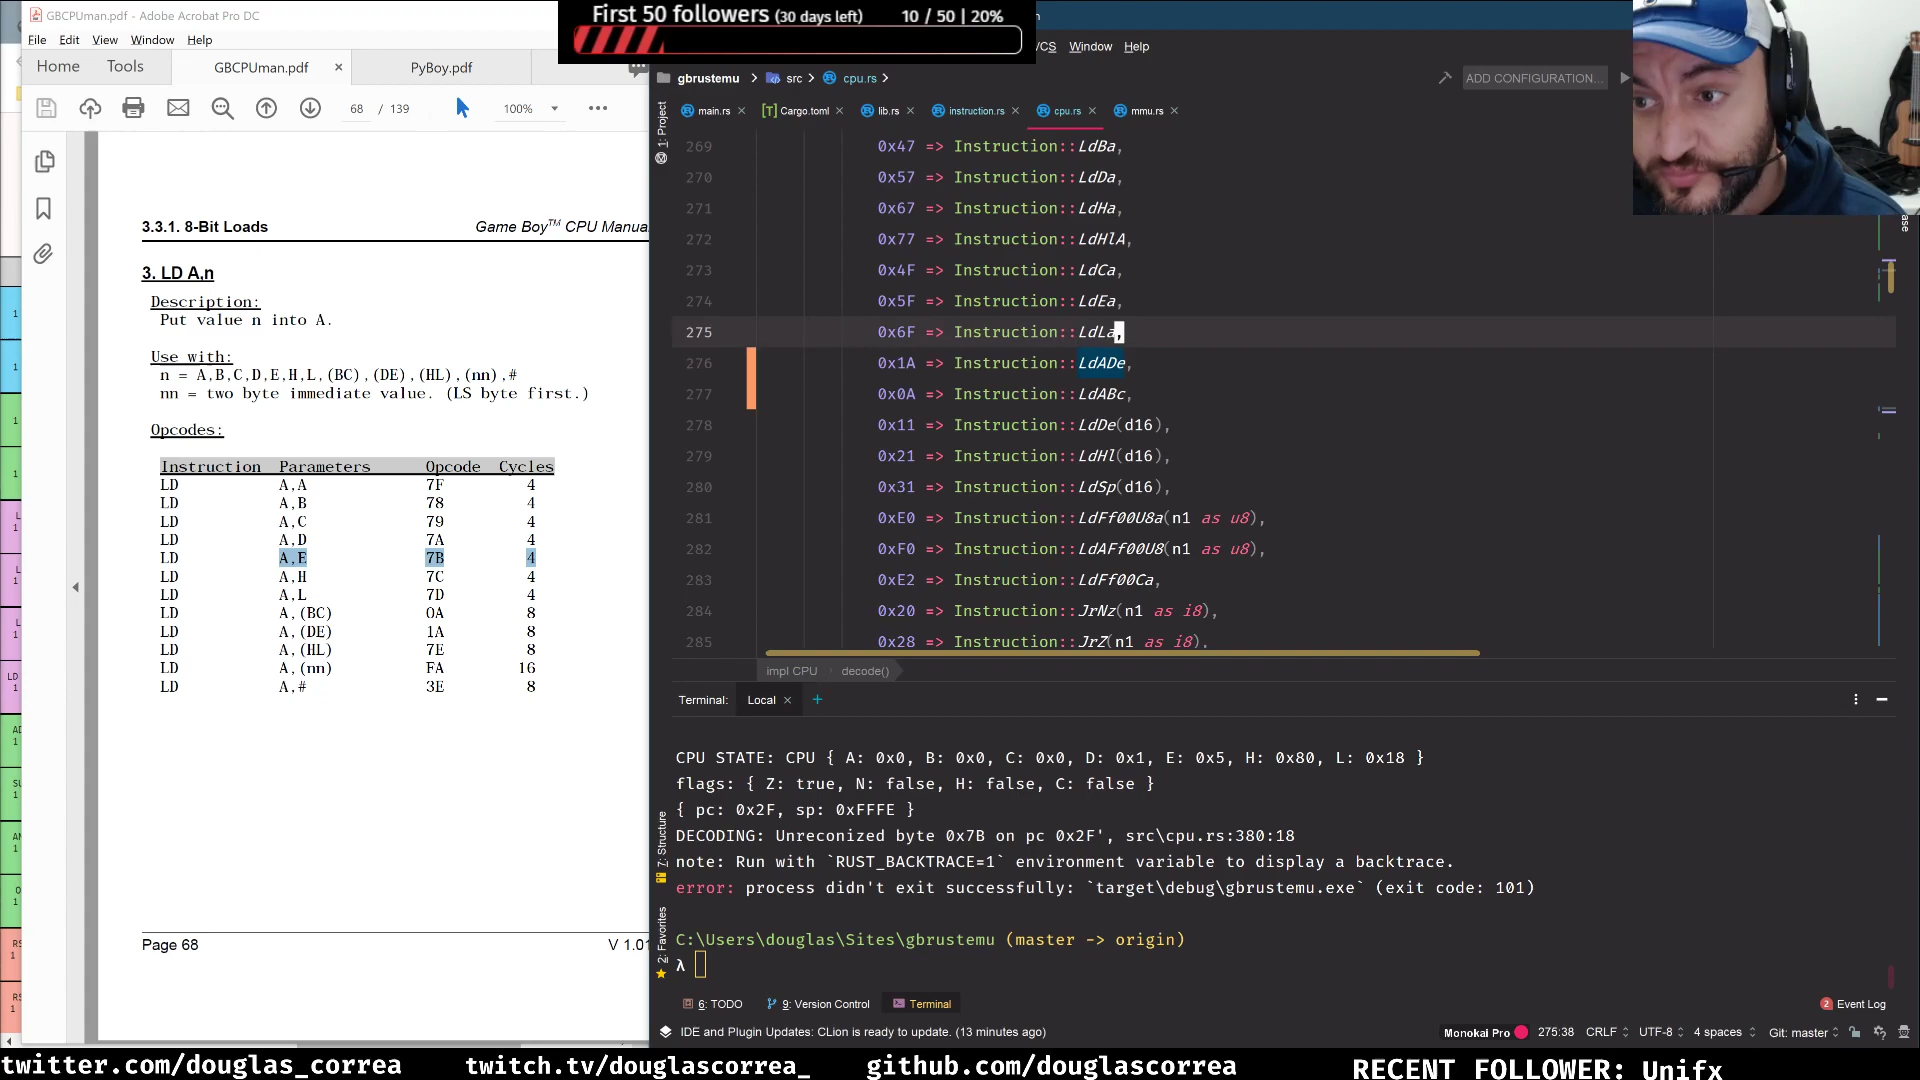 GBCPUman.pdf - Adobe Acrobat Pro DC
File Edit View Window Help
Home Tools GBCPUman.pdf × PyBoy.pdf
68 / 139 100%
3.3.1. 8-Bit Loads Game Boy™ CPU Manua
3. LD A,n
Description:
Put value n into A.
Use with:
n = A,B,C,D,E,H,L,(BC),(DE),(HL),(nn),#
nn = two byte immediate value. (LS byte first.)
Opcodes:
Instruction Parameters Opcode Cycles
LD A,A 7F 4
LD A,B 78 4
LD A,C 79 4
LD A,D 7A 4
LD A,E 7B 4
LD A,H 7C 4
LD A,L 7D 4
LD A,(BC) 0A 8
LD A,(DE) 1A 8
LD A,(HL) 7E 8
LD A,(nn) FA 16
LD A,# 3E 8
Page 68 V 1.01
First 50 followers (30 days left) 10 / 50 | 20%
VCS Window Help
gbrustemu > src > cpu.rs >
ADD CONFIGURATION...
main.rs × [T] Cargo.toml × lib.rs × instruction.rs × cpu.rs × mmu.rs ×
1: Project
269 0x47 => Instruction::LdBa,
270 0x57 => Instruction::LdDa,
271 0x67 => Instruction::LdHa,
272 0x77 => Instruction::LdHlA,
273 0x4F => Instruction::LdCa,
274 0x5F => Instruction::LdEa,
275 0x6F => Instruction::LdLa,
276 0x1A => Instruction::LdADe,
277 0x0A => Instruction::LdABc,
278 0x11 => Instruction::LdDe(d16),
279 0x21 => Instruction::LdHl(d16),
280 0x31 => Instruction::LdSp(d16),
281 0xE0 => Instruction::LdFf00U8a(n1 as u8),
282 0xF0 => Instruction::LdAFf00U8(n1 as u8),
283 0xE2 => Instruction::LdFf00Ca,
284 0x20 => Instruction::JrNz(n1 as i8),
285 0x28 => Instruction::JrZ(n1 as i8),
impl CPU > decode()
Terminal: Local × +
CPU STATE: CPU { A: 0x0, B: 0x0, C: 0x0, D: 0x1, E: 0x5, H: 0x80, L: 0x18 }
flags: { Z: true, N: false, H: false, C: false }
{ pc: 0x2F, sp: 0xFFFE }
DECODING: Unreconized byte 0x7B on pc 0x2F', src\cpu.rs:380:18
note: Run with `RUST_BACKTRACE=1` environment variable to display a backtrace.
error: process didn't exit successfully: `target\debug\gbrustemu.exe` (exit code: 101)
C:\Users\douglas\Sites\gbrustemu (master -> origin)
λ
7: Structure
2: Favorites
6: TODO 9: Version Control Terminal 2 Event Log
IDE and Plugin Updates: CLion is ready to update. (13 minutes ago) Monokai Pro 275:38 CRLF UTF-8 4 spaces Git: master
twitter.com/douglas_correa twitch.tv/douglascorrea_ github.com/douglascorrea RECENT FOLLOWER: Unifx